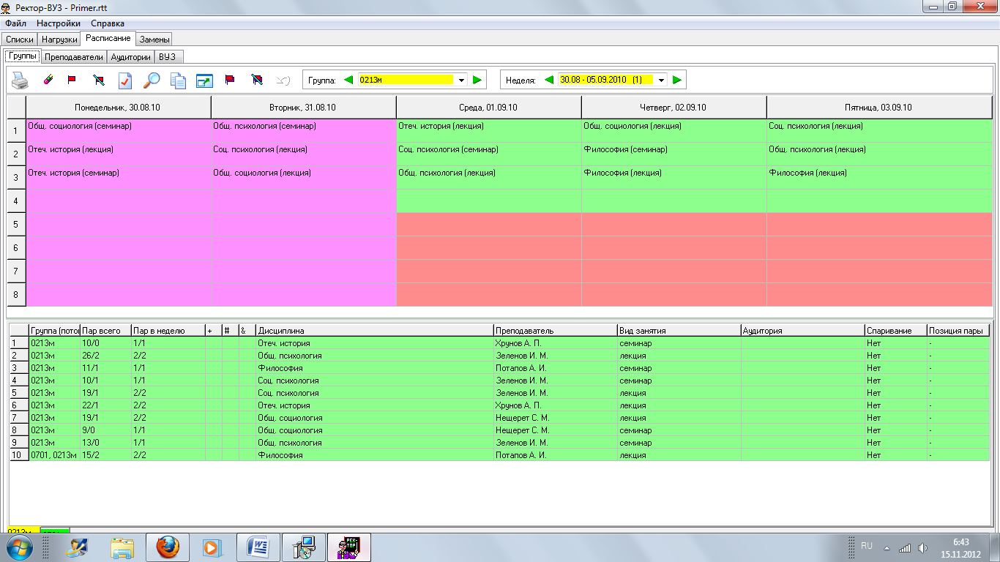 Ректор-ВУЗ - Primer.rtt
Файл Настройки Справка
Списки Нагрузки Расписание Замены
Группы Преподаватели Аудитории ВУЗ
Группа: 0213м Неделя: 30.08 - 05.09.2010 (1)
Понедельник, 30.08.10 Вторник, 31.08.10 Среда, 01.09.10 Четверг, 02.09.10 Пятница, 03.09.10
1 Общ. социология (семинар) Общ. психология (семинар) Отеч. история (лекция) Общ. социология (лекция) Соц. психология (лекция)
2 Отеч. история (лекция) Соц. психология (лекция) Соц. психология (семинар) Философия (семинар) Общ. психология (лекция)
3 Отеч. история (семинар) Общ. социология (лекция) Общ. психология (лекция) Философия (лекция) Философия (лекция)
4
5
6
7
8
Группа (пото Пар всего Пар в неделю + # & Дисциплина Преподаватель Вид занятия Аудитория Спаривание Позиция пары
1 0213м 10/0 1/1 Отеч. история Хрунов А. П. семинар Нет -
2 0213м 26/2 2/2 Общ. психология Зеленов И. М. лекция Нет -
3 0213м 11/1 1/1 Философия Потапов А. И. семинар Нет -
4 0213м 10/1 1/1 Соц. психология Зеленов И. М. семинар Нет -
5 0213м 19/1 2/2 Соц. психология Зеленов И. М. лекция Нет -
6 0213м 22/1 2/2 Отеч. история Хрунов А. П. лекция Нет -
7 0213м 19/1 2/2 Общ. социология Нещерет С. М. лекция Нет -
8 0213м 9/0 1/1 Общ. социология Нещерет С. М. семинар Нет -
9 0213м 13/0 1/1 Общ. психология Зеленов И. М. семинар Нет -
10 0701, 0213м 15/2 2/2 Философия Потапов А. И. лекция Нет -
0213м
РЕК
ТОР
RU 6:43
15.11.2012